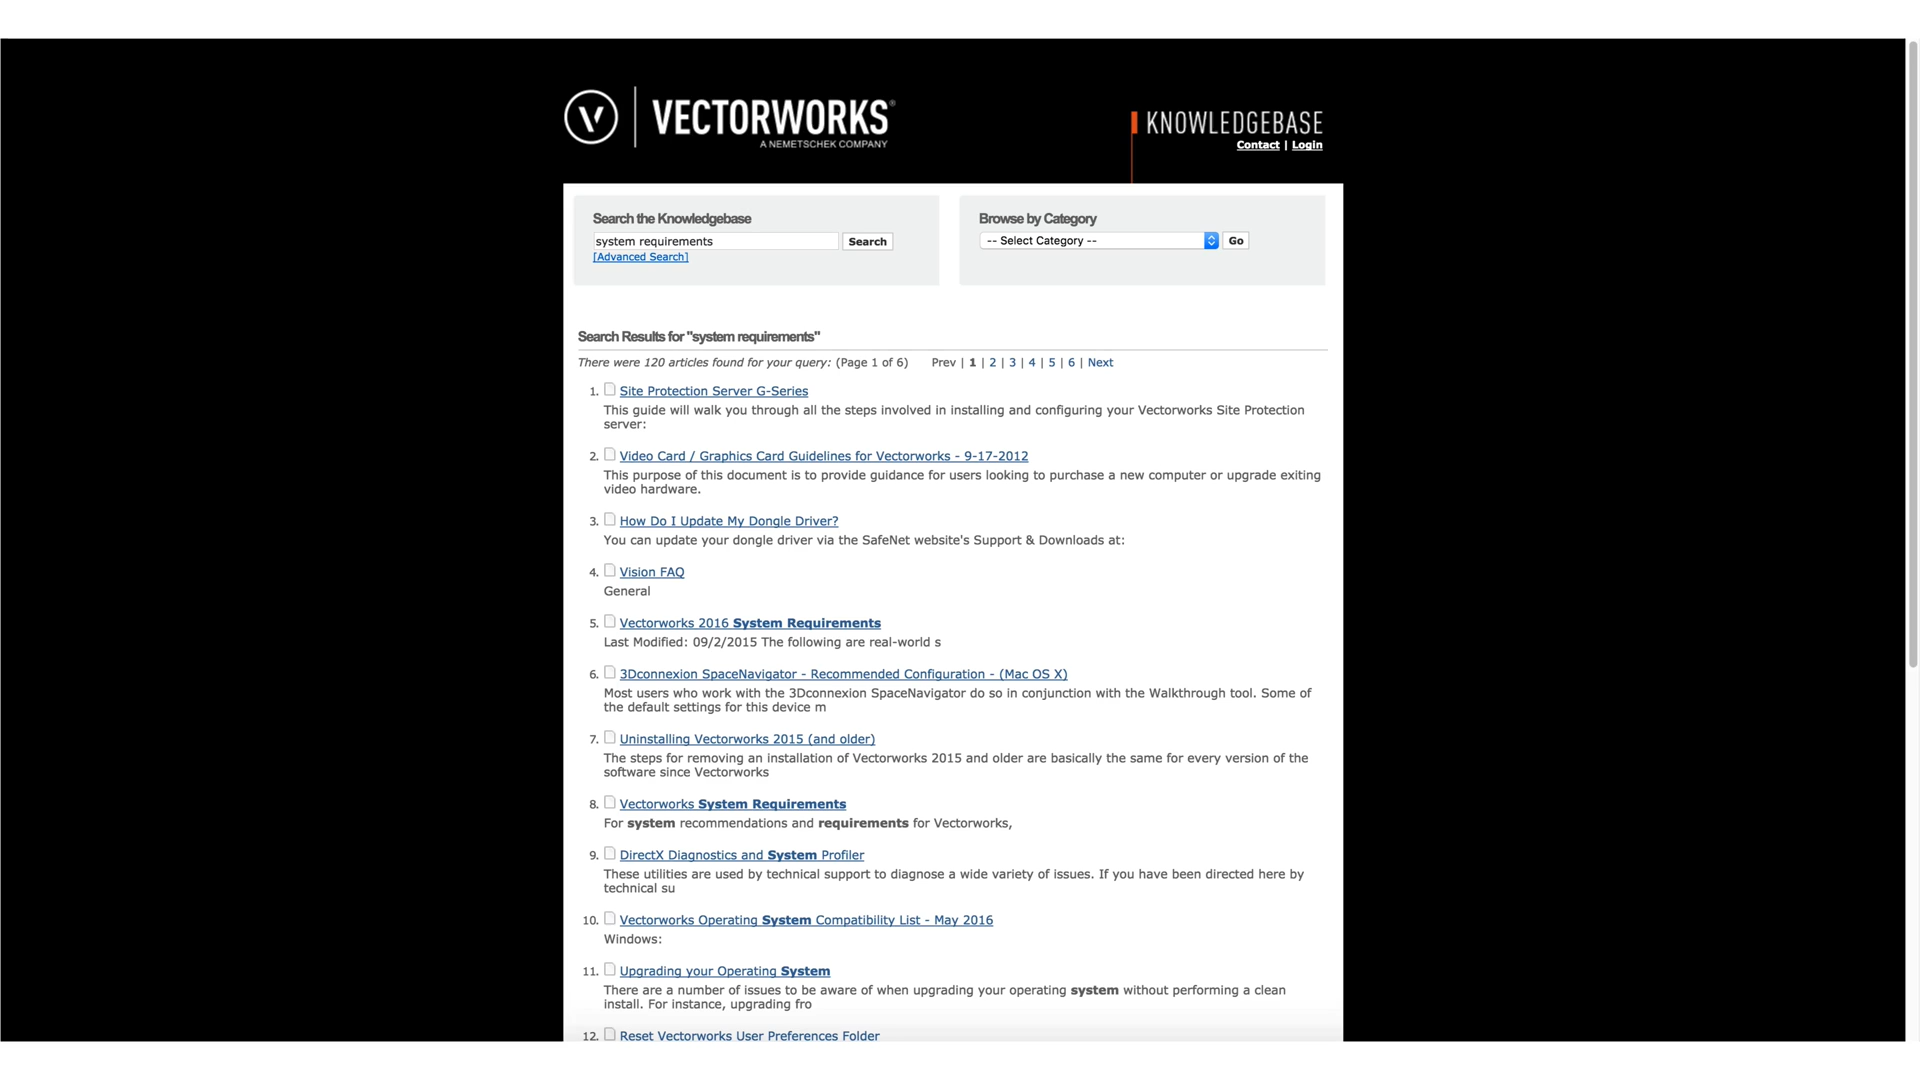 VECTORWORKS®
A NEMETSCHEK COMPANY
KNOWLEDGEBASE
Contact | Login
Search the Knowledgebase
system requirements
Search
[Advanced Search]
Browse by Category
-- Select Category --
Go
Search Results for "system requirements"
There were 120 articles found for your query: (Page 1 of 6) Prev | 1 | 2 | 3 | 4 | 5 | 6 | Next
1. Site Protection Server G-Series
This guide will walk you through all the steps involved in installing and configuring your Vectorworks Site Protection
server:
2. Video Card / Graphics Card Guidelines for Vectorworks - 9-17-2012
This purpose of this document is to provide guidance for users looking to purchase a new computer or upgrade exiting
video hardware.
3. How Do I Update My Dongle Driver?
You can update your dongle driver via the SafeNet website's Support & Downloads at:
4. Vision FAQ
General
5. Vectorworks 2016 System Requirements
Last Modified: 09/2/2015 The following are real-world s
6. 3Dconnexion SpaceNavigator - Recommended Configuration - (Mac OS X)
Most users who work with the 3Dconnexion SpaceNavigator do so in conjunction with the Walkthrough tool. Some of
the default settings for this device m
7. Uninstalling Vectorworks 2015 (and older)
The steps for removing an installation of Vectorworks 2015 and older are basically the same for every version of the
software since Vectorworks
8. Vectorworks System Requirements
For system recommendations and requirements for Vectorworks,
9. DirectX Diagnostics and System Profiler
These utilities are used by technical support to diagnose a wide variety of issues. If you have been directed here by
technical su
10. Vectorworks Operating System Compatibility List - May 2016
Windows:
11. Upgrading your Operating System
There are a number of issues to be aware of when upgrading your operating system without performing a clean
install. For instance, upgrading fro
12. Reset Vectorworks User Preferences Folder